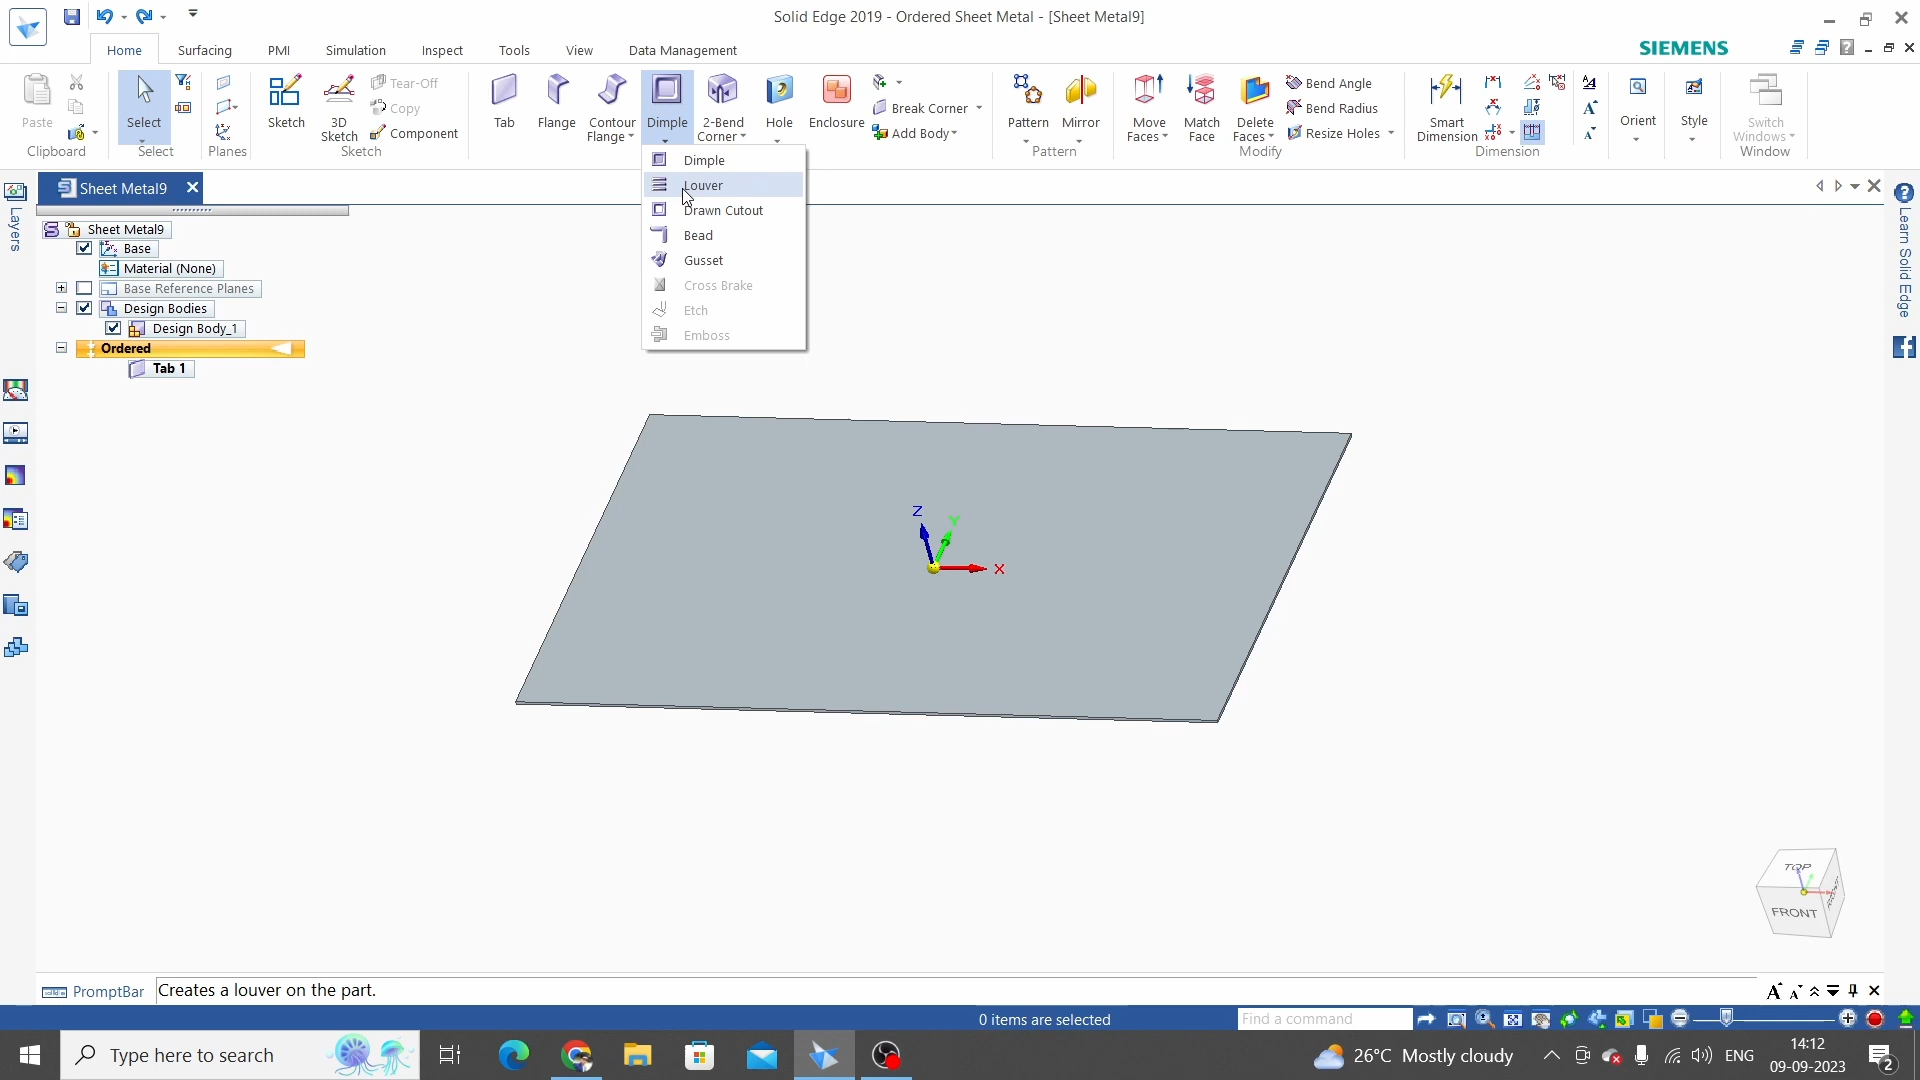 Solid Edge 2019 - Ordered Sheet Metal - [Sheet Metal9]
Home Surfacing PMI Simulation Inspect Tools View Data Management
SIEMENS
Paste
Clipboard
Select
Select
Planes
Sketch
3D Sketch
Tear-Off
Copy
Component
Sketch
Tab
Flange
Contour Flange
Dimple
2-Bend Corner
Hole
Enclosure
Break Corner
Add Body
Pattern
Mirror
Pattern
Move Faces
Match Face
Delete Faces
Bend Angle
Bend Radius
Resize Holes
Modify
Smart Dimension
Dimension
Orient
Style
Switch Windows
Window
Dimple
Louver
Drawn Cutout
Bead
Gusset
Cross Brake
Etch
Emboss
Sheet Metal9
Layers
Learn Solid Edge
Sheet Metal9
Base
Material (None)
Base Reference Planes
Design Bodies
Design Body_1
Ordered
Tab 1
Z
Y
X
TOP
FRONT
PromptBar
Creates a louver on the part.
0 items are selected
Find a command
Type here to search
26°C Mostly cloudy
ENG
14:12
09-09-2023
2